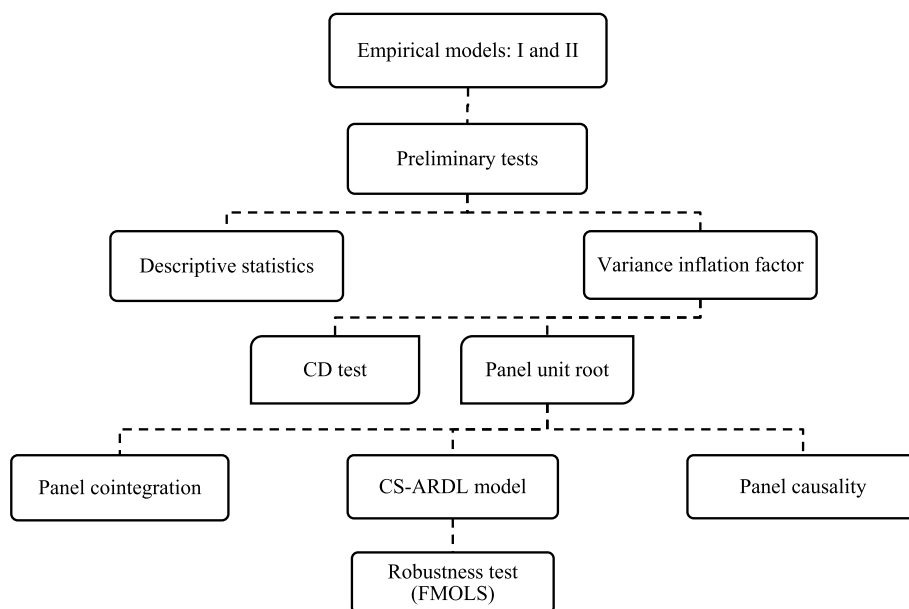 Empirical models: I and II
Preliminary tests
Descriptive statistics
Variance inflation factor
CD test
Panel unit root
Panel cointegration
CS-ARDL model
Panel causality
Robustness test
(FMOLS)